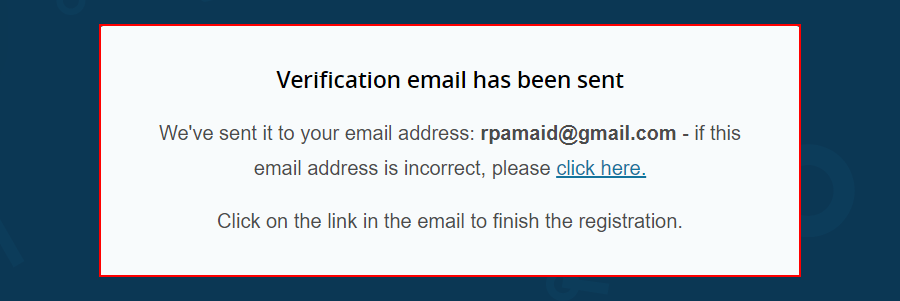 Verification email has been sent
We've sent it to your email address: rpamaid@gmail.com - if this
email address is incorrect, please click here.
Click on the link in the email to finish the registration.